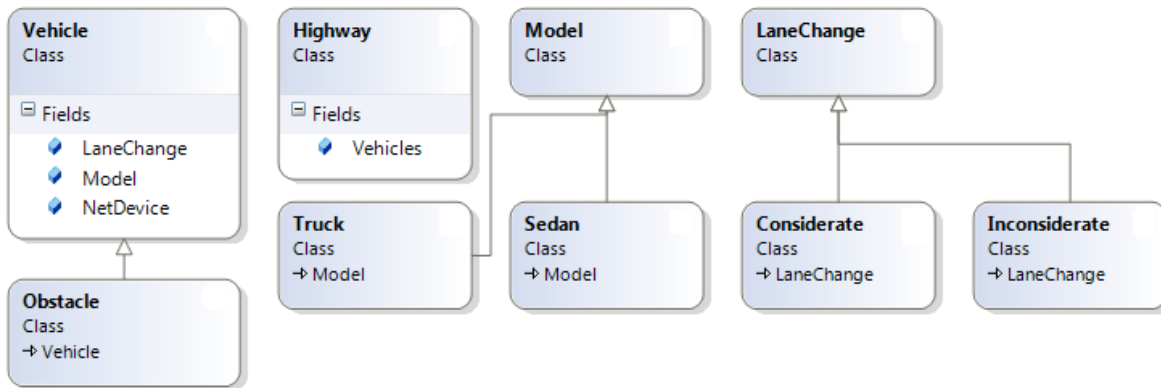 Vehicle
Class
Fields
LaneChange
Model
NetDevice
Highway
Class
Fields
Vehicles
Model
Class
LaneChange
Class
Truck
Class
Model
Sedan
Class
Model
Considerate
Class
LaneChange
Inconsiderate
Class
LaneChange
Obstacle
Class
Vehicle